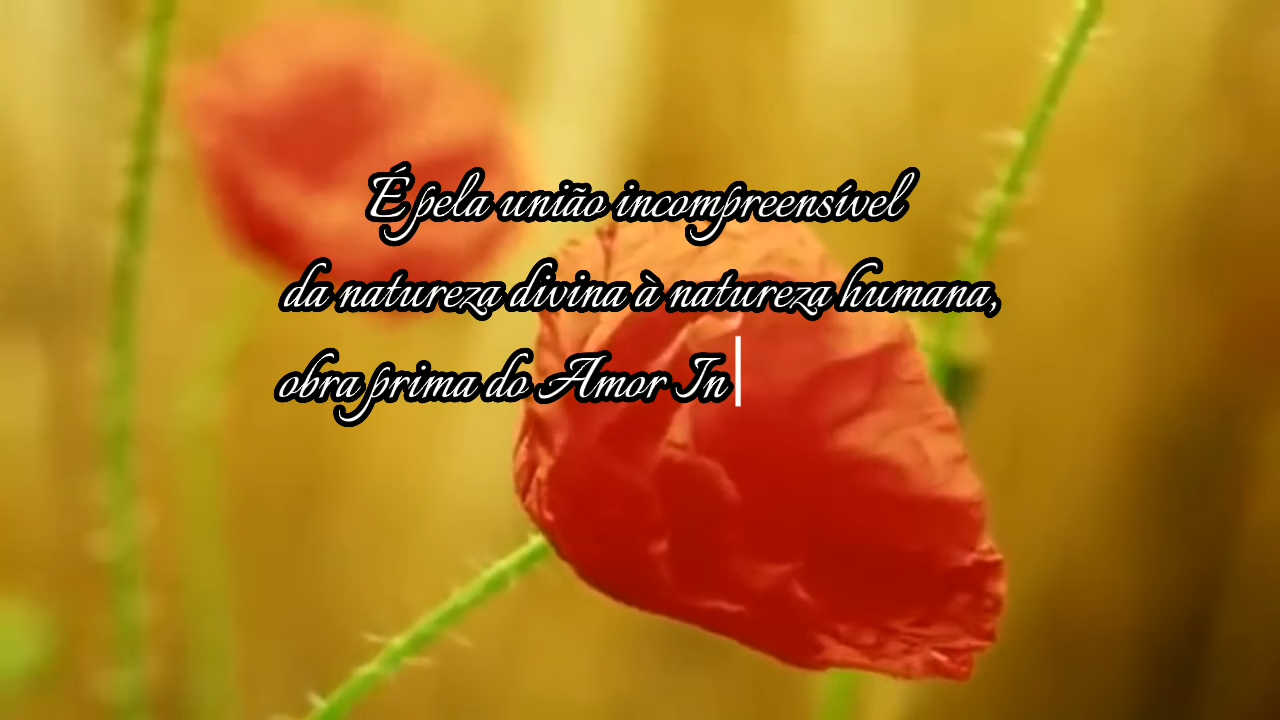 É pela união incompreensível
da natureza divina à natureza humana,
obra prima do Amor In